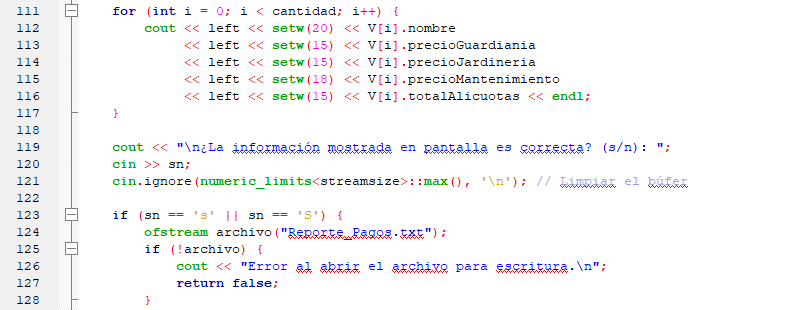 111 for (int i = 0; i < cantidad; i++) {
112 cout << left << setw(20) << V[i].nombre
113 << left << setw(15) << V[i].precioGuardiania
114 << left << setw(15) << V[i].precioJardineria
115 << left << setw(18) << V[i].precioMantenimiento
116 << left << setw(15) << V[i].totalAlicuotas << endl;
117 }
118
119 cout << "\n¿La información mostrada en pantalla es correcta? (s/n): ";
120 cin >> sn;
121 cin.ignore(numeric_limits<streamsize>::max(), '\n'); // Limpiar el búfer
122
123 if (sn == 's' || sn == 'S') {
124 ofstream archivo("Reporte_Pagos.txt");
125 if (!archivo) {
126 cout << "Error al abrir el archivo para escritura.\n";
127 return false;
128 }